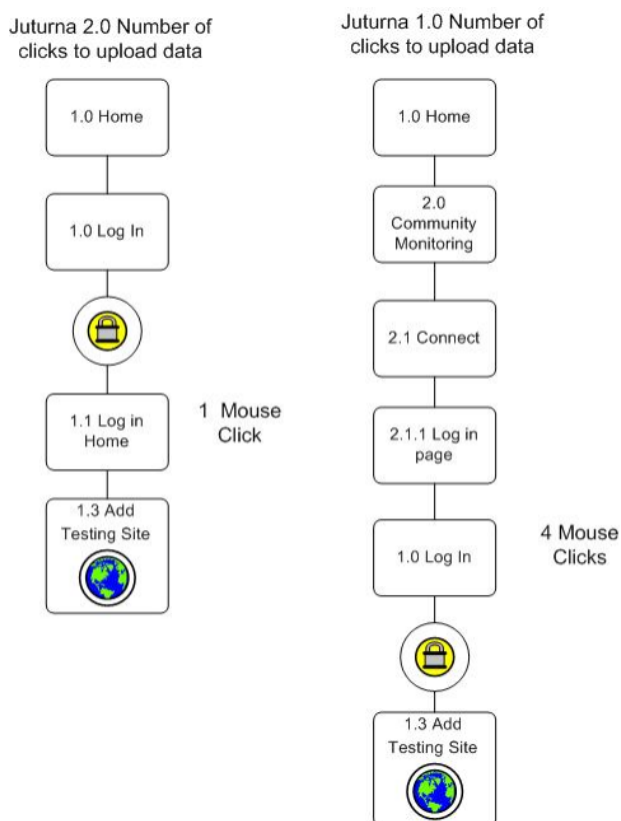 Juturna 2.0 Number of
clicks to upload data
1.0 Home
1.0 Log In
1.1 Log in
Home
1 Mouse
Click
1.3 Add
Testing Site
Juturna 1.0 Number of
clicks to upload data
1.0 Home
2.0
Community
Monitoring
2.1 Connect
2.1.1 Log in
page
1.0 Log In
4 Mouse
Clicks
1.3 Add
Testing Site